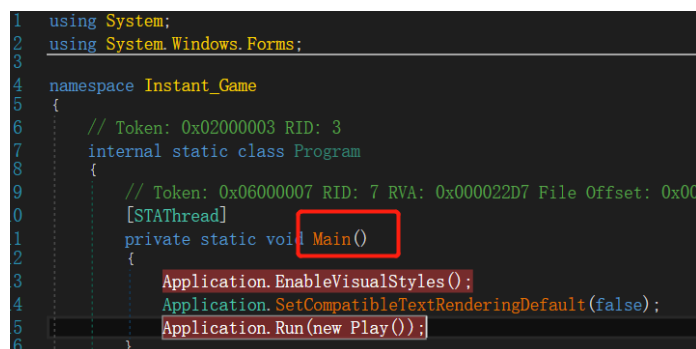 1 using System;
2 using System.Windows.Forms;
3
4 namespace Instant_Game
5 {
6 // Token: 0x02000003 RID: 3
7 internal static class Program
8 {
9 // Token: 0x06000007 RID: 7 RVA: 0x000022D7 File Offset: 0x00
0 [STAThread]
1 private static void Main()
2 {
3 Application.EnableVisualStyles();
4 Application.SetCompatibleTextRenderingDefault(false);
5 Application.Run(new Play());
6 }